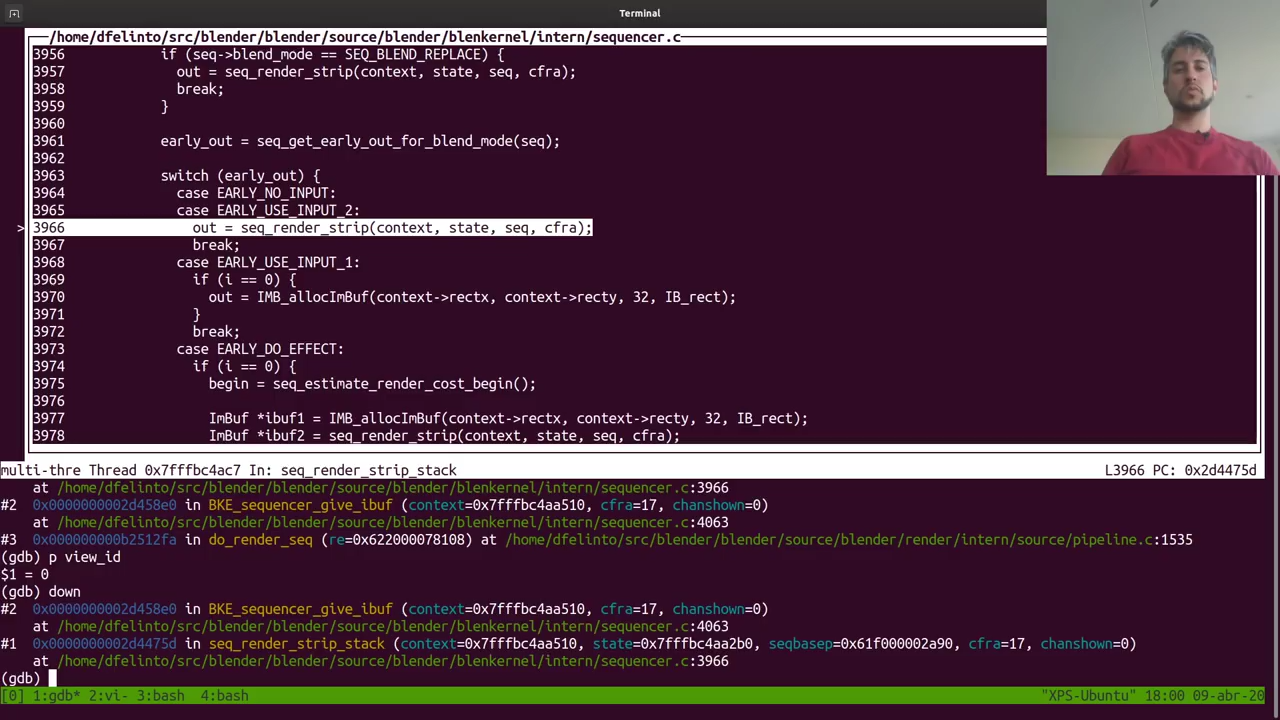 Terminal
/home/dfelinto/src/blender/blender/source/blender/blenkernel/intern/sequencer.c
3956            if (seq->blend_mode == SEQ_BLEND_REPLACE) {
3957              out = seq_render_strip(context, state, seq, cfra);
3958              break;
3959            }
3960
3961            early_out = seq_get_early_out_for_blend_mode(seq);
3962
3963            switch (early_out) {
3964              case EARLY_NO_INPUT:
3965              case EARLY_USE_INPUT_2:
> 3966                out = seq_render_strip(context, state, seq, cfra);
3967                break;
3968              case EARLY_USE_INPUT_1:
3969                if (i == 0) {
3970                  out = IMB_allocImBuf(context->rectx, context->recty, 32, IB_rect);
3971                }
3972                break;
3973              case EARLY_DO_EFFECT:
3974                if (i == 0) {
3975                  begin = seq_estimate_render_cost_begin();
3976
3977                  ImBuf *ibuf1 = IMB_allocImBuf(context->rectx, context->recty, 32, IB_rect);
3978                  ImBuf *ibuf2 = seq_render_strip(context, state, seq, cfra);
multi-thre Thread 0x7fffbc4ac7 In: seq_render_strip_stack L3966 PC: 0x2d4475d
at /home/dfelinto/src/blender/blender/source/blender/blenkernel/intern/sequencer.c:3966
#2  0x0000000002d458e0 in BKE_sequencer_give_ibuf (context=0x7fffbc4aa510, cfra=17, chanshown=0)
at /home/dfelinto/src/blender/blender/source/blender/blenkernel/intern/sequencer.c:4063
#3  0x000000000b2512fa in do_render_seq (re=0x622000078108) at /home/dfelinto/src/blender/blender/source/blender/render/intern/source/pipeline.c:1535
(gdb) p view_id
$1 = 0
(gdb) down
#2  0x0000000002d458e0 in BKE_sequencer_give_ibuf (context=0x7fffbc4aa510, cfra=17, chanshown=0)
at /home/dfelinto/src/blender/blender/source/blender/blenkernel/intern/sequencer.c:4063
#1  0x0000000002d4475d in seq_render_strip_stack (context=0x7fffbc4aa510, state=0x7fffbc4aa2b0, seqbasep=0x61f000002a90, cfra=17, chanshown=0)
at /home/dfelinto/src/blender/blender/source/blender/blenkernel/intern/sequencer.c:3966
(gdb)
[0] 1:gdb* 2:vi- 3:bash  4:bash "XPS-Ubuntu" 18:00 09-abr-20